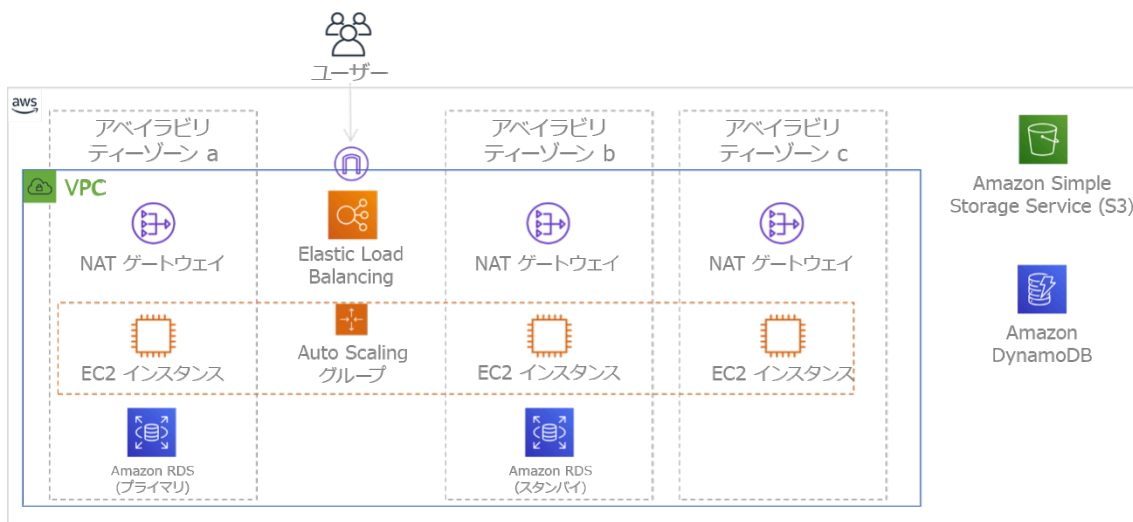 ユーザー
aws
アベイラビリ
ティーゾーン a
アベイラビリ
ティーゾーン b
アベイラビリ
ティーゾーン c
VPC
NAT ゲートウェイ
Elastic Load
Balancing
NAT ゲートウェイ
NAT ゲートウェイ
Amazon Simple
Storage Service (S3)
EC2 インスタンス
Auto Scaling
グループ
EC2 インスタンス
EC2 インスタンス
Amazon
DynamoDB
Amazon RDS
(プライマリ)
Amazon RDS
(スタンバイ)